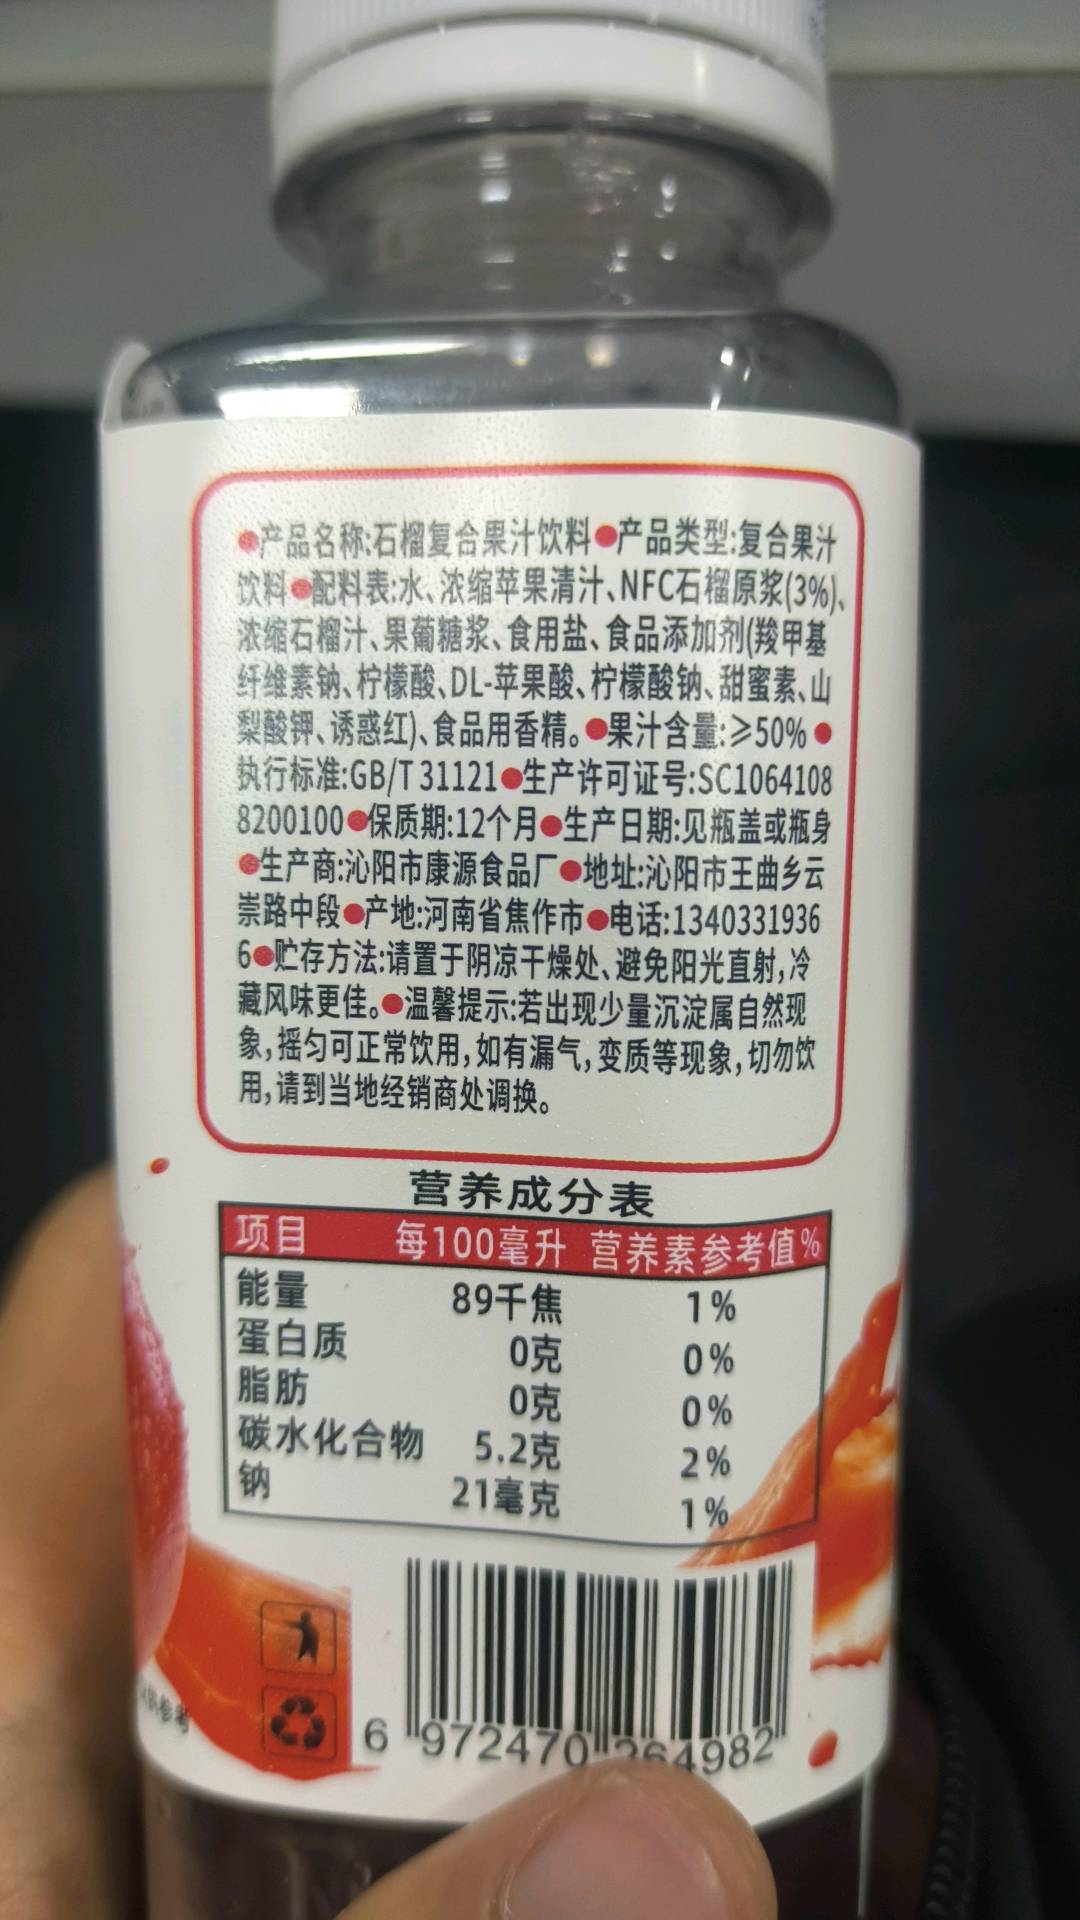 ●产品名称:石榴复合果汁饮料●产品类型:复合果汁
饮料●配料表:水、浓缩苹果清汁、NFC石榴原浆(3%)、
浓缩石榴汁、果葡糖浆、食用盐、食品添加剂(羧甲基
纤维素钠、柠檬酸、DL-苹果酸、柠檬酸钠、甜蜜素、山
梨酸钾、诱惑红)、食品用香精。●果汁含量:≥50%●
执行标准:GB/T 31121●生产许可证号:SC1064108
8200100●保质期:12个月●生产日期:见瓶盖或瓶身
●生产商:沁阳市康源食品厂●地址:沁阳市王曲乡云
崇路中段●产地:河南省焦作市●电话:1340331936
6●贮存方法:请置于阴凉干燥处、避免阳光直射,冷
藏风味更佳。●温馨提示:若出现少量沉淀属自然现
象,摇匀可正常饮用,如有漏气,变质等现象,切勿饮
用,请到当地经销商处调换。
营养成分表
项目 每100毫升 营养素参考值%
能量 89千焦 1%
蛋白质 0克 0%
脂肪 0克 0%
碳水化合物 5.2克 2%
钠 21毫克 1%
参考
6 972470 264982